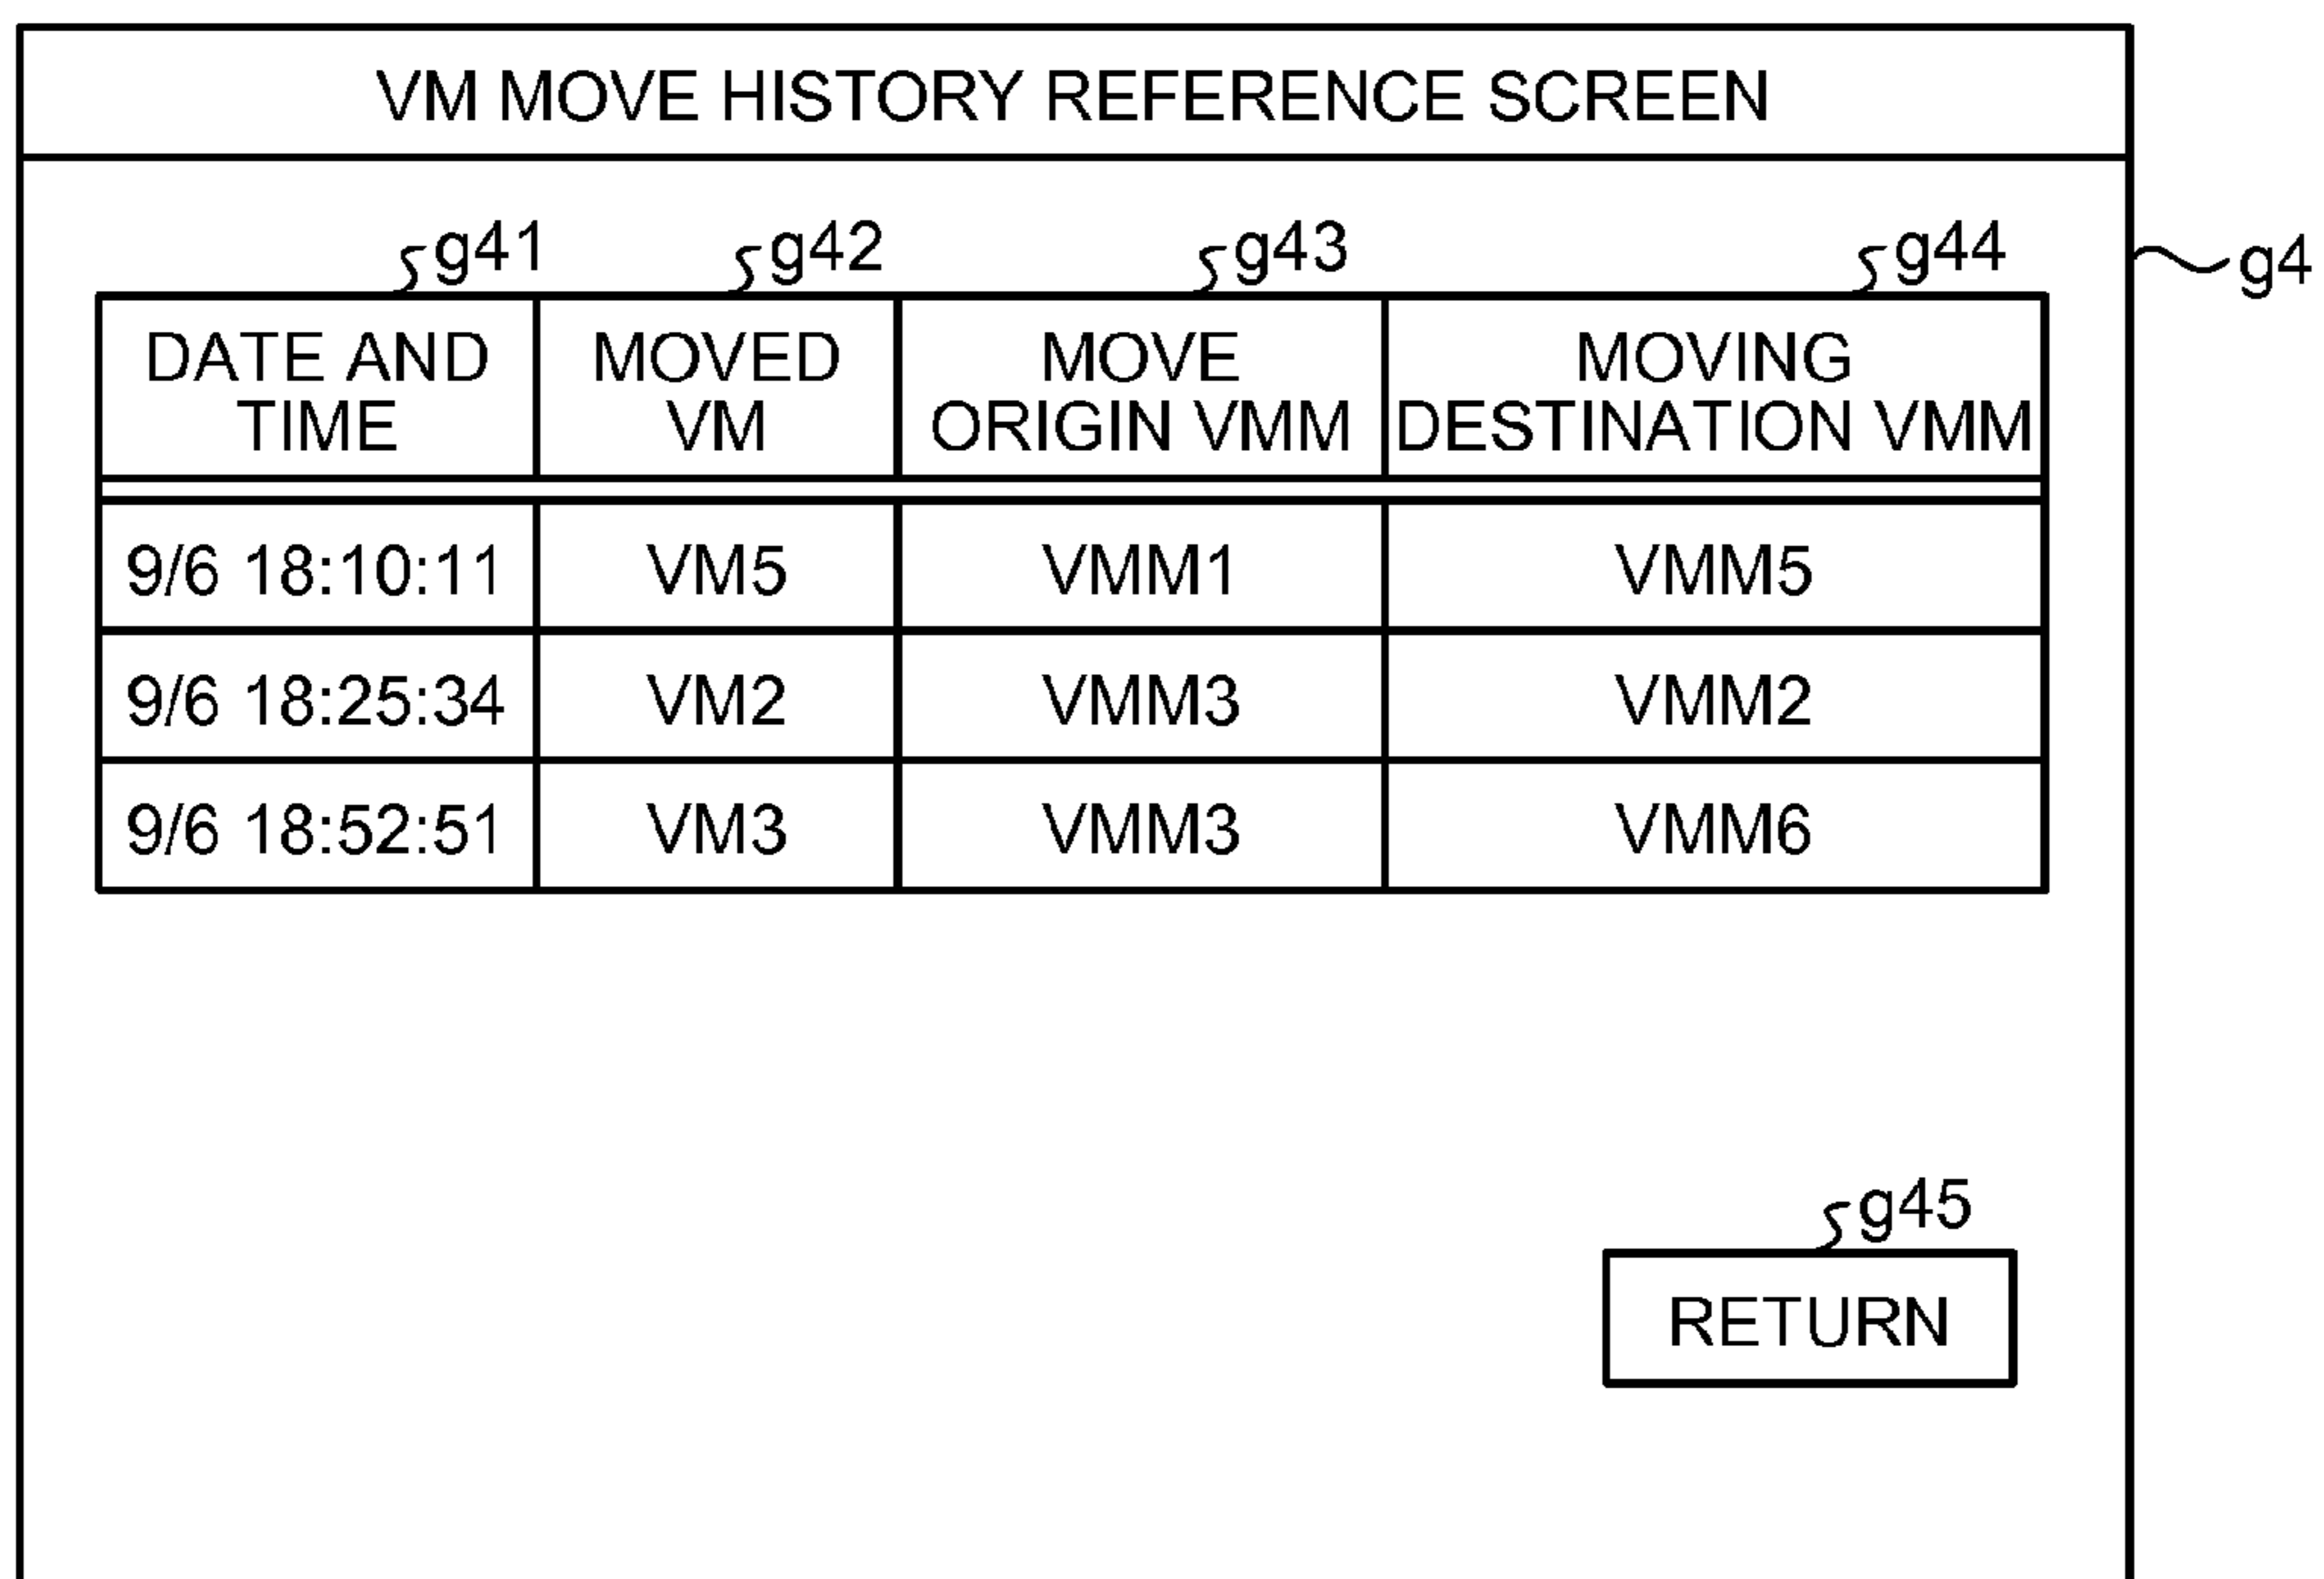 VM MOVE HISTORY REFERENCE SCREEN
g41 g42 g43 g44 g4
DATE AND TIME MOVED VM MOVE ORIGIN VMM MOVING DESTINATION VMM
9/6 18:10:11 VM5 VMM1 VMM5
9/6 18:25:34 VM2 VMM3 VMM2
9/6 18:52:51 VM3 VMM3 VMM6
g45
RETURN